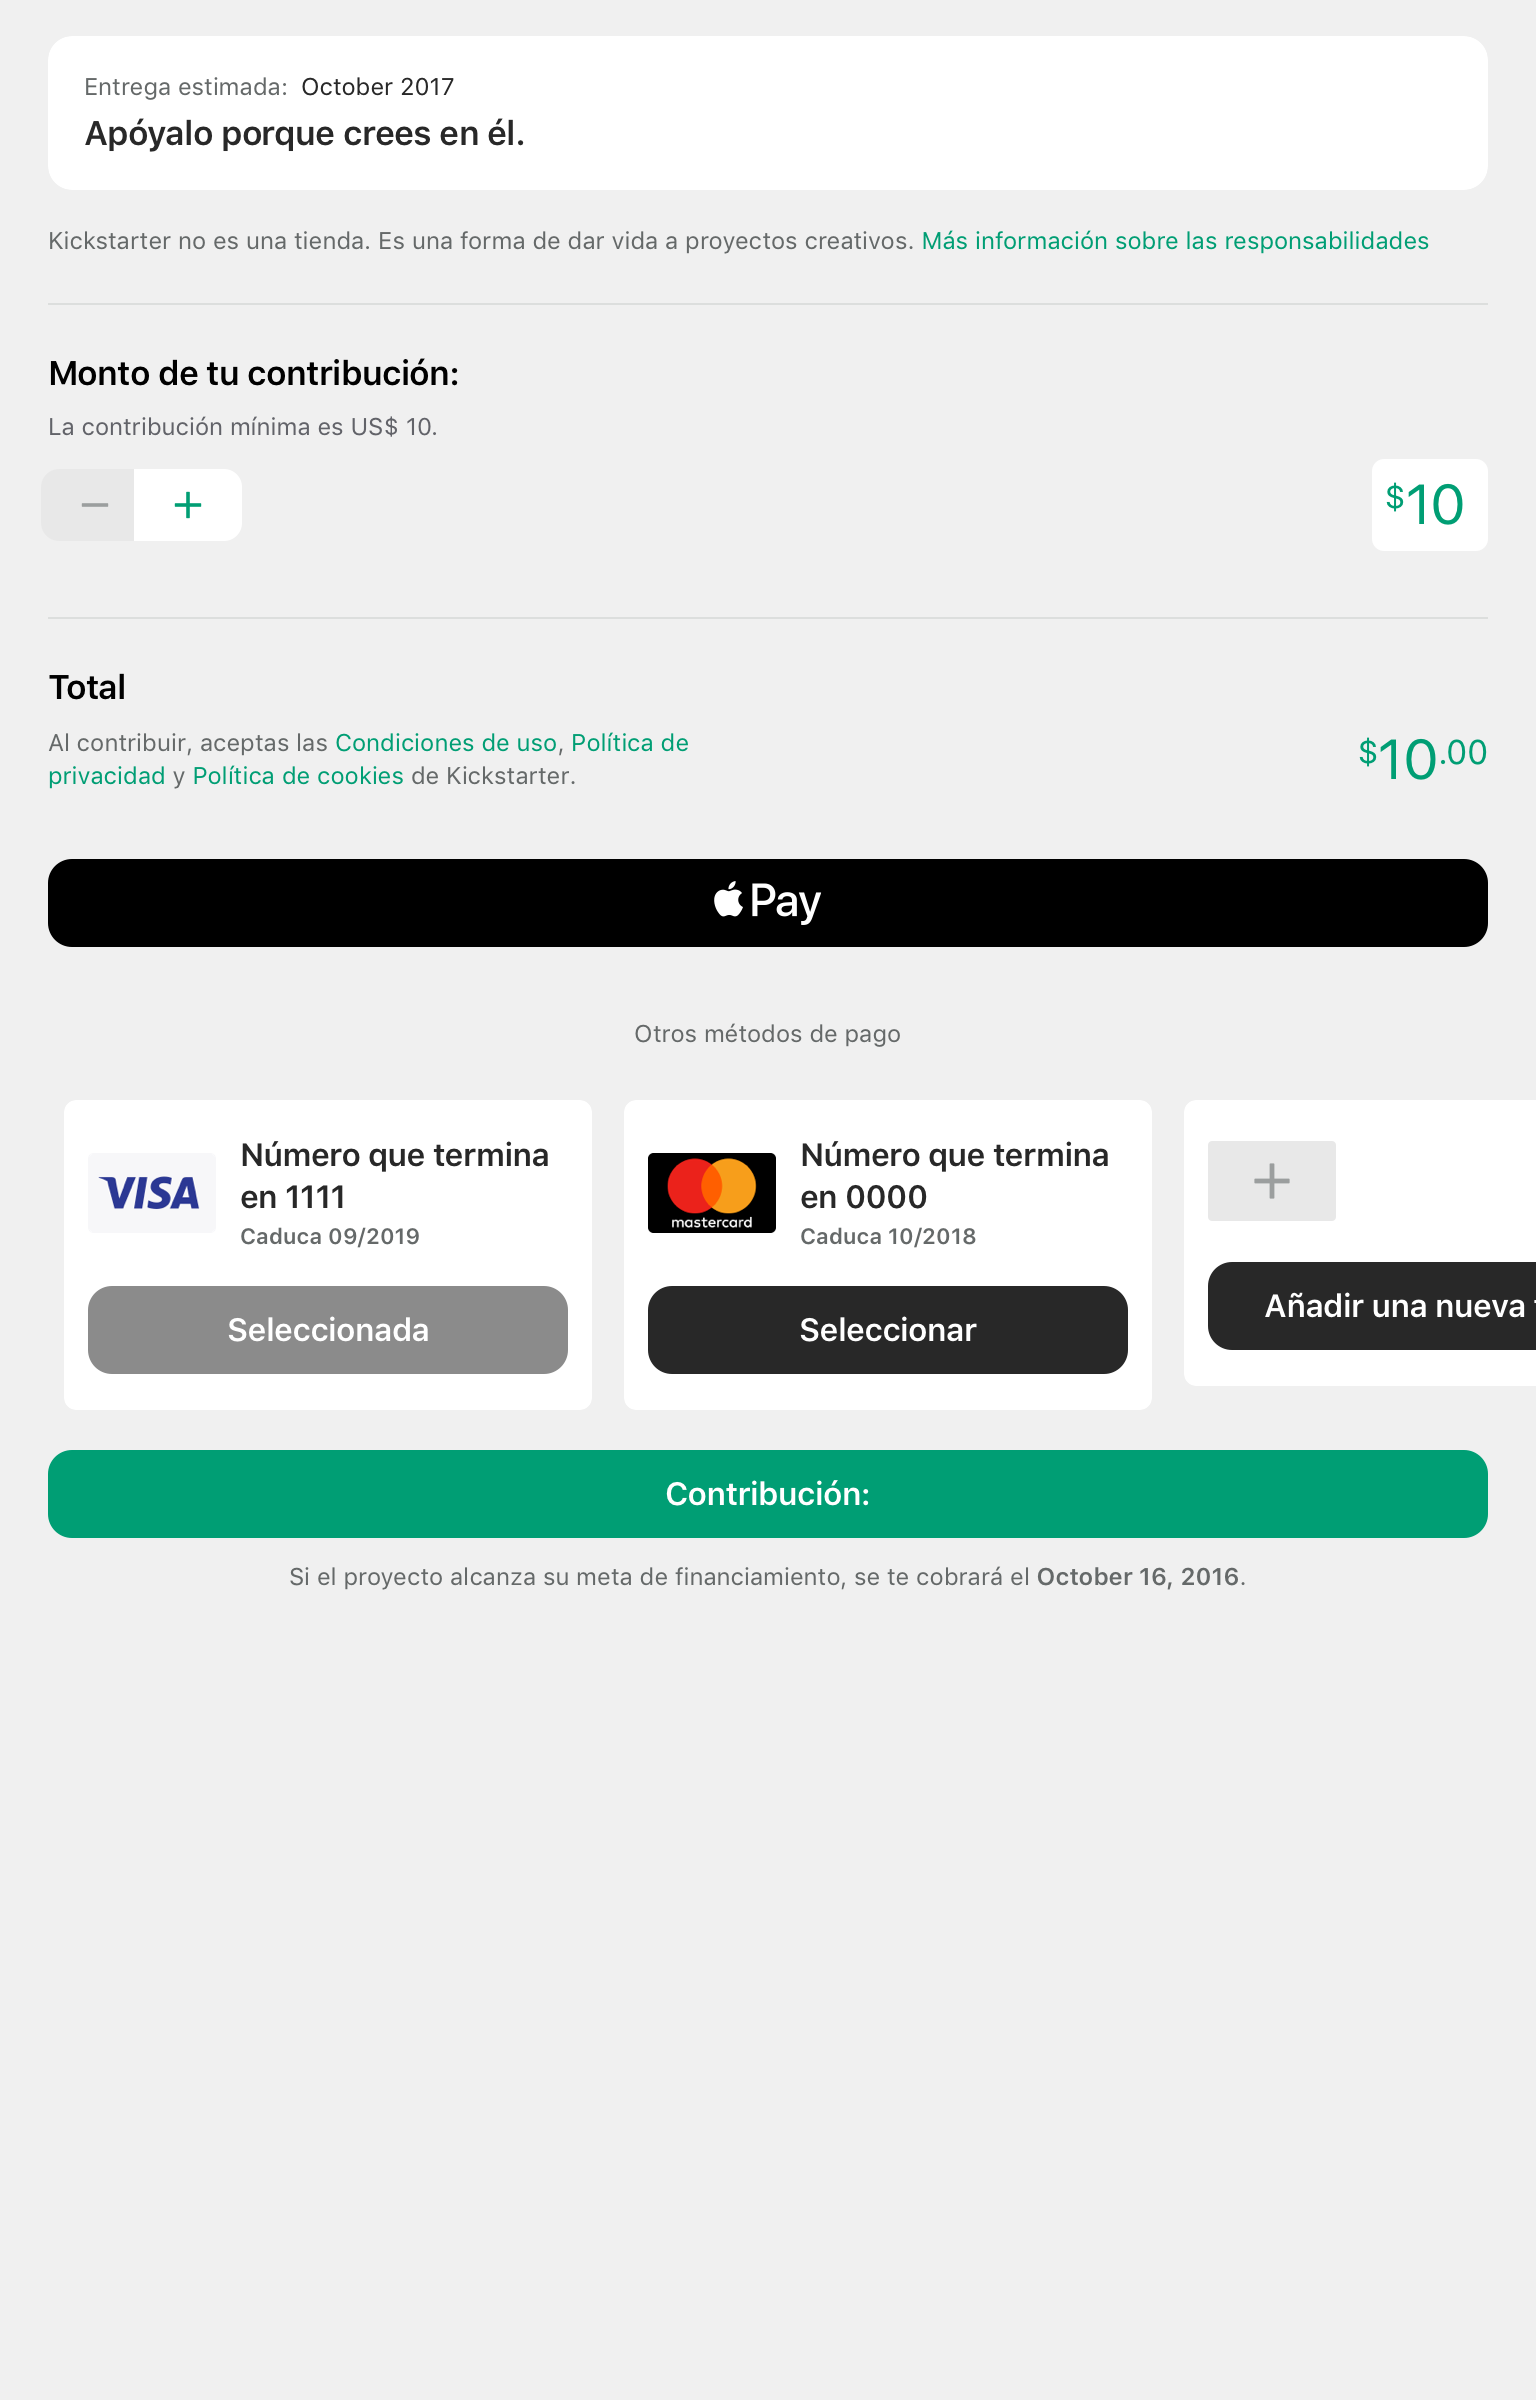 Entrega estimada: October 2017
Apóyalo porque crees en él.
Kickstarter no es una tienda. Es una forma de dar vida a proyectos creativos. Más información sobre las responsabilidades
Monto de tu contribución:
La contribución mínima es US$ 10.
$10
Total
Al contribuir, aceptas las Condiciones de uso, Política de
privacidad y Política de cookies de Kickstarter.
$10.00
Pay
Otros métodos de pago
VISA
Número que termina
en 1111
Caduca 09/2019
Seleccionada
mastercard
Número que termina
en 0000
Caduca 10/2018
Seleccionar
Añadir una nueva
Contribución:
Si el proyecto alcanza su meta de financiamiento, se te cobrará el October 16, 2016.